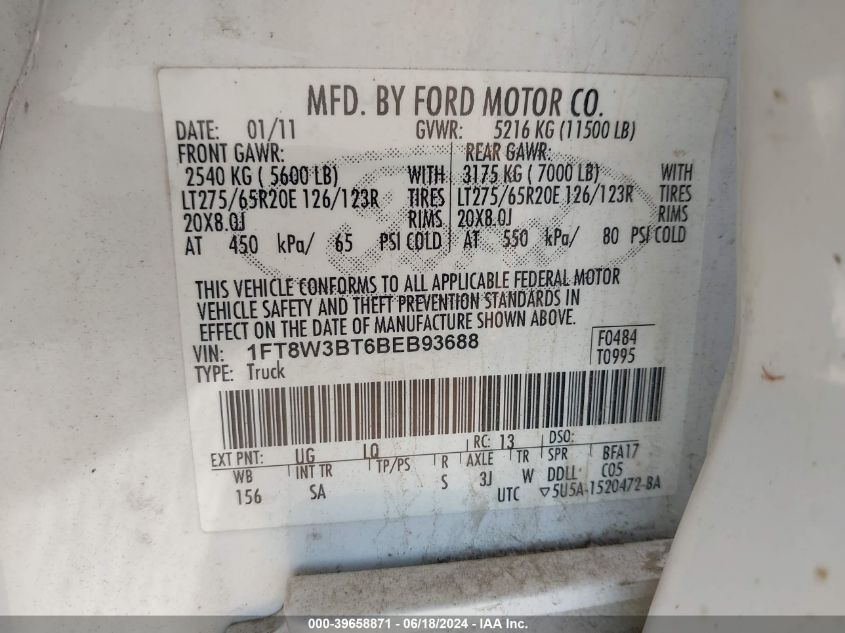 MFD. BY FORD MOTOR CO.
DATE: 01/11 GVWR: 5216 KG (11500 LB)
FRONT GAWR: REAR GAWR:
2540 KG ( 5600 LB) WITH 3175 KG ( 7000 LB) WITH
LT275/65R20E 126/123R TIRES LT275/65R20E 126/123R TIRES
20X8.0J RIMS 20X8.0J RIMS
AT 450 kPa/ 65 PSI COLD AT 550 kPa/ 80 PSI COLD
THIS VEHICLE CONFORMS TO ALL APPLICABLE FEDERAL MOTOR
VEHICLE SAFETY AND THEFT PREVENTION STANDARDS IN
EFFECT ON THE DATE OF MANUFACTURE SHOWN ABOVE.
VIN: 1FT8W3BT6BEB93688 F0484
TYPE: Truck T0995
EXT PNT: UG LQ RC: 13 DSO:
WB INT TR TP/PS R AXLE TR SPR BFA17
156 SA S 3J W DDLL C05
UTC ▽5U5A-1520472-BA
000-39658871 - 06/18/2024 - IAA Inc.